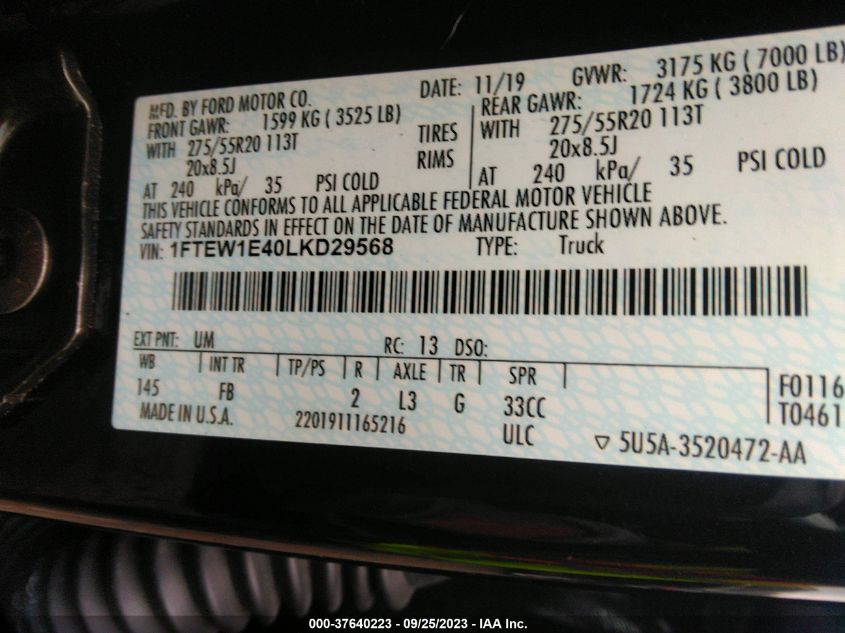 MFD. BY FORD MOTOR CO. DATE: 11/19 GVWR: 3175 KG ( 7000 LB)
FRONT GAWR: 1599 KG ( 3525 LB) REAR GAWR: 1724 KG ( 3800 LB)
WITH 275/55R20 113T TIRES WITH 275/55R20 113T
20x8.5J RIMS 20x8.5J
AT 240 kPa/ 35 PSI COLD AT 240 kPa/ 35 PSI COLD
THIS VEHICLE CONFORMS TO ALL APPLICABLE FEDERAL MOTOR VEHICLE
SAFETY STANDARDS IN EFFECT ON THE DATE OF MANUFACTURE SHOWN ABOVE.
VIN: 1FTEW1E40LKD29568 TYPE: Truck
EXT PNT: UM RC: 13 DSO:
WB INT TR TP/PS R AXLE TR SPR
145 FB 2 L3 G 33CC F0116
MADE IN U.S.A. 2201911165216 ULC T0461
5U5A-3520472-AA
000-37640223 - 09/25/2023 - IAA Inc.